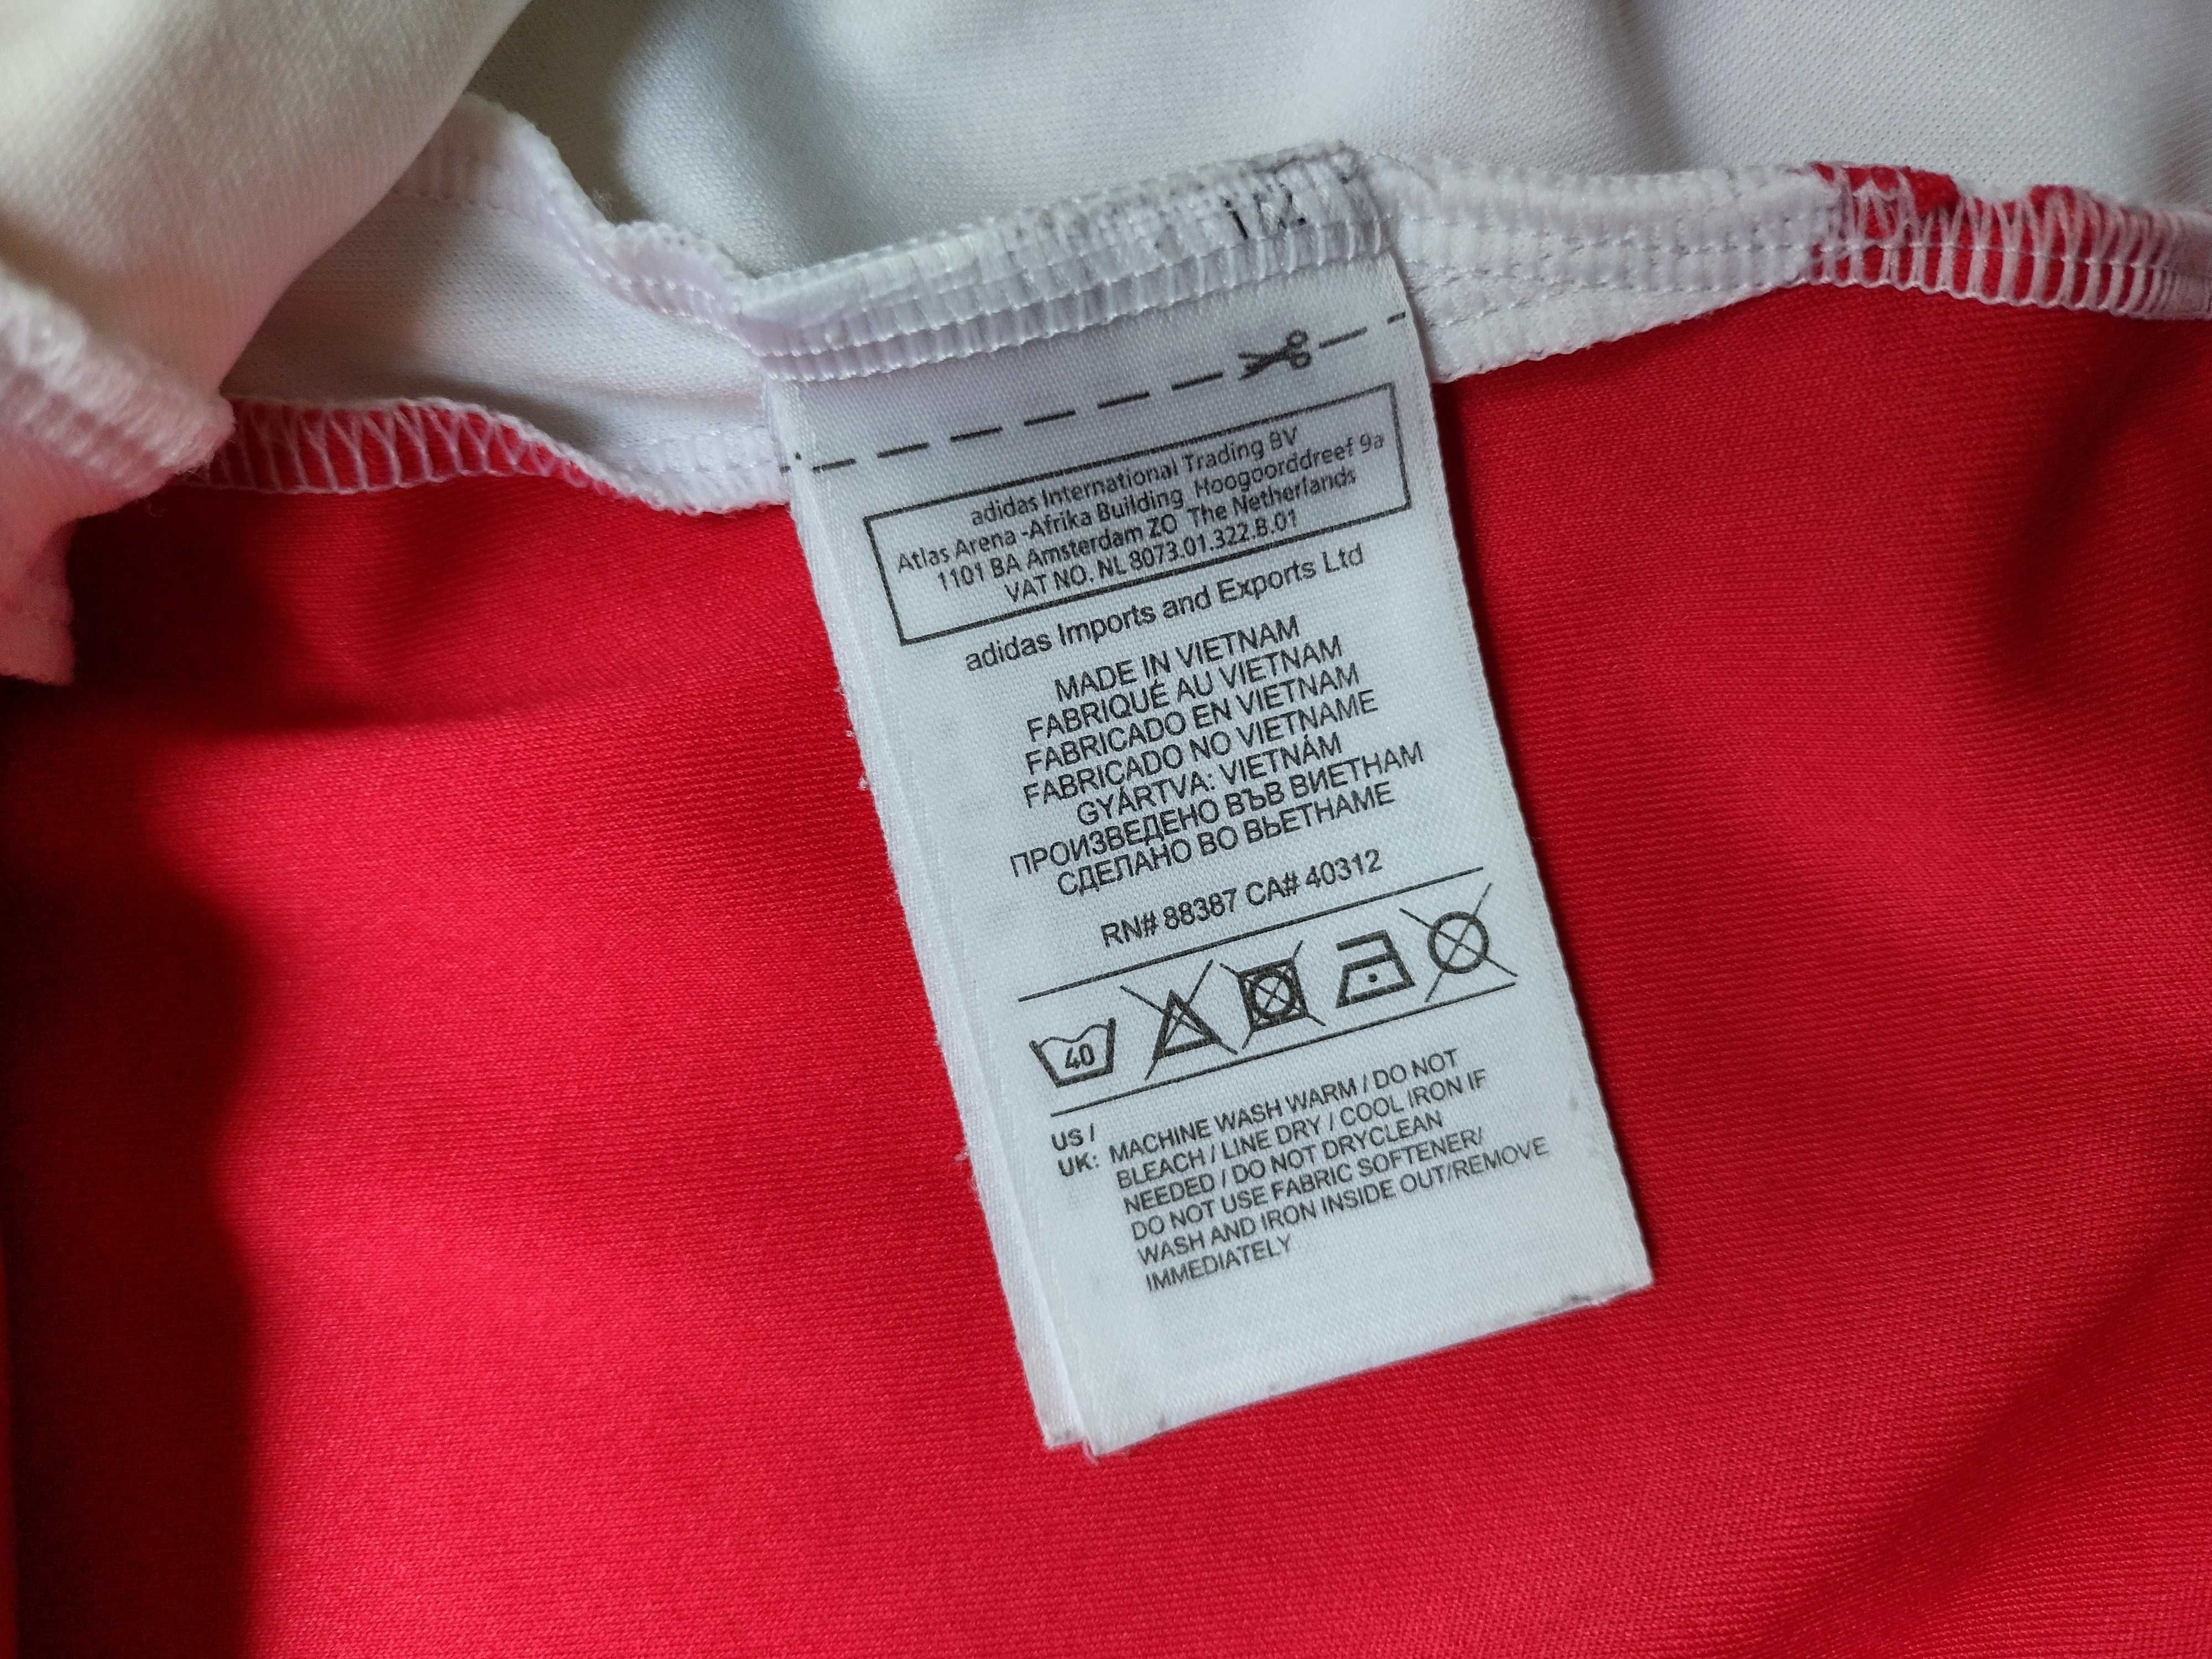 adidas International Trading BV
Atlas Arena -Afrika Building Hoogoorddreef 9a
1101 BA Amsterdam ZO The Netherlands
VAT NO. NL 8073.01.322.B.01
adidas Imports and Exports Ltd
MADE IN VIETNAM
FABRIQUÉ AU VIETNAM
FABRICADO EN VIETNAM
FABRICADO NO VIETNAME
GYÁRTVA: VIETNÁM
ПРОИЗВЕДЕНО ВЪВ ВИЕТНАМ
СДЕЛАНО ВО ВЬЕТНАМЕ
RN# 88387 CA# 40312
40
US /
UK: MACHINE WASH WARM / DO NOT
BLEACH / LINE DRY / COOL IRON IF
NEEDED / DO NOT DRYCLEAN
DO NOT USE FABRIC SOFTENER/
WASH AND IRON INSIDE OUT/REMOVE
IMMEDIATELY